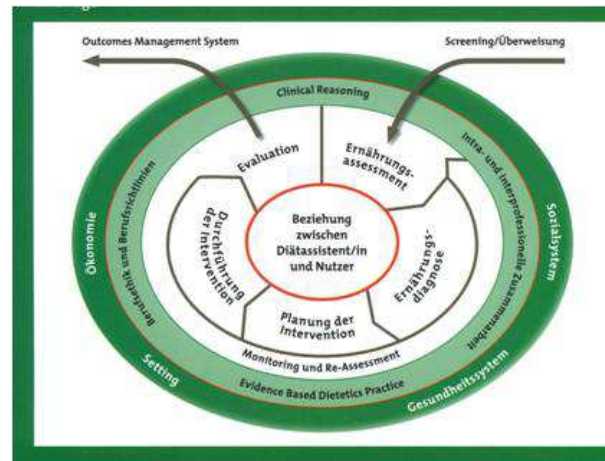 Outcomes Management System
Screening/Überweisung
Clinical Reasoning
Evaluation
Ernährungs-
assessment
Intra- und Interprofessionelle Zusammenarbeit
Berufsethik und Berufsrichtlinien
Ökonomie
Sozialsystem
Durchführung
der Intervention
Beziehung
zwischen
Diätassistent/in
und Nutzer
Ernährungs-
diagnose
Planung der
Intervention
Monitoring und Re-Assessment
Evidence Based Dietetics Practice
Setting
Gesundheitssystem